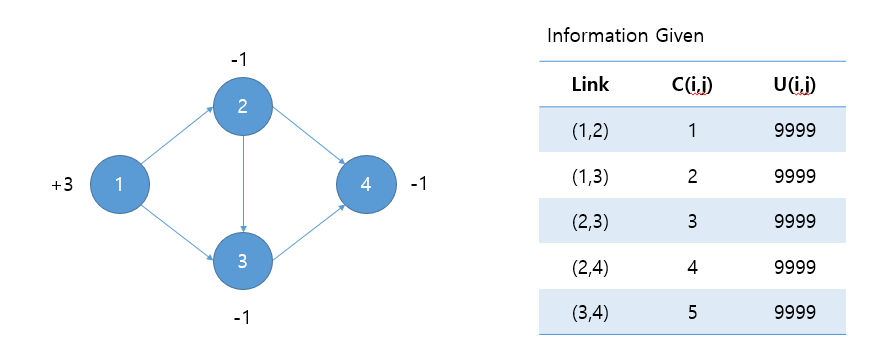 Information Given
-1
2
+3
1
4
-1
3
-1
Link C(i,j) U(i,j)
(1,2) 1 9999
(1,3) 2 9999
(2,3) 3 9999
(2,4) 4 9999
(3,4) 5 9999